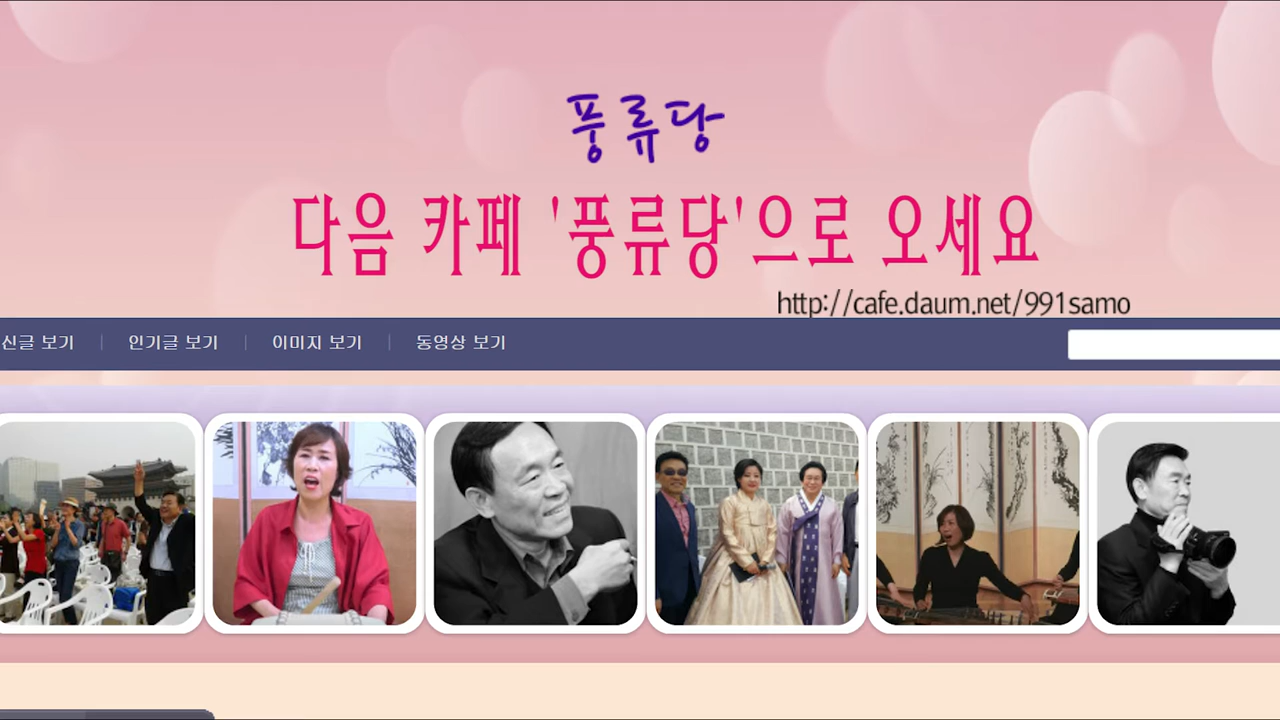 풍류당
다음 카페 '풍류당'으로 오세요
http://cafe.daum.net/991samo
신글 보기 | 인기글 보기 | 이미지 보기 | 동영상 보기